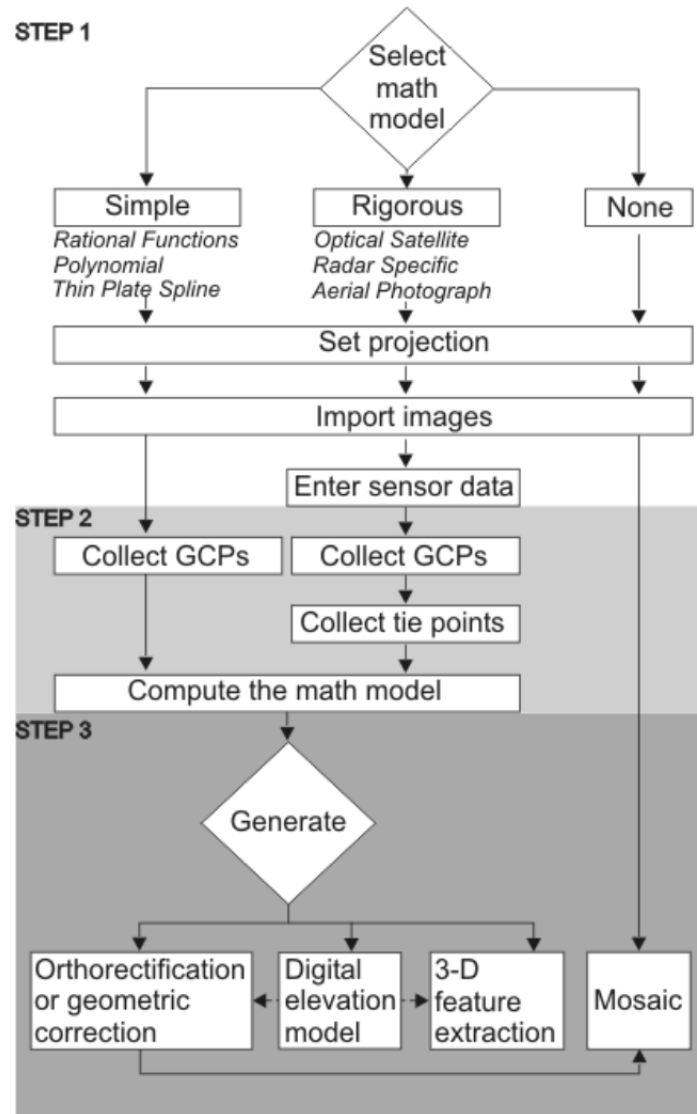 STEP 1
Select
math
model
Simple
Rigorous
None
Rational Functions
Polynomial
Thin Plate Spline
Optical Satellite
Radar Specific
Aerial Photograph
Set projection
Import images
Enter sensor data
STEP 2
Collect GCPs
Collect GCPs
Collect tie points
Compute the math model
STEP 3
Generate
Orthorectification
or geometric
correction
Digital
elevation
model
3-D
feature
extraction
Mosaic